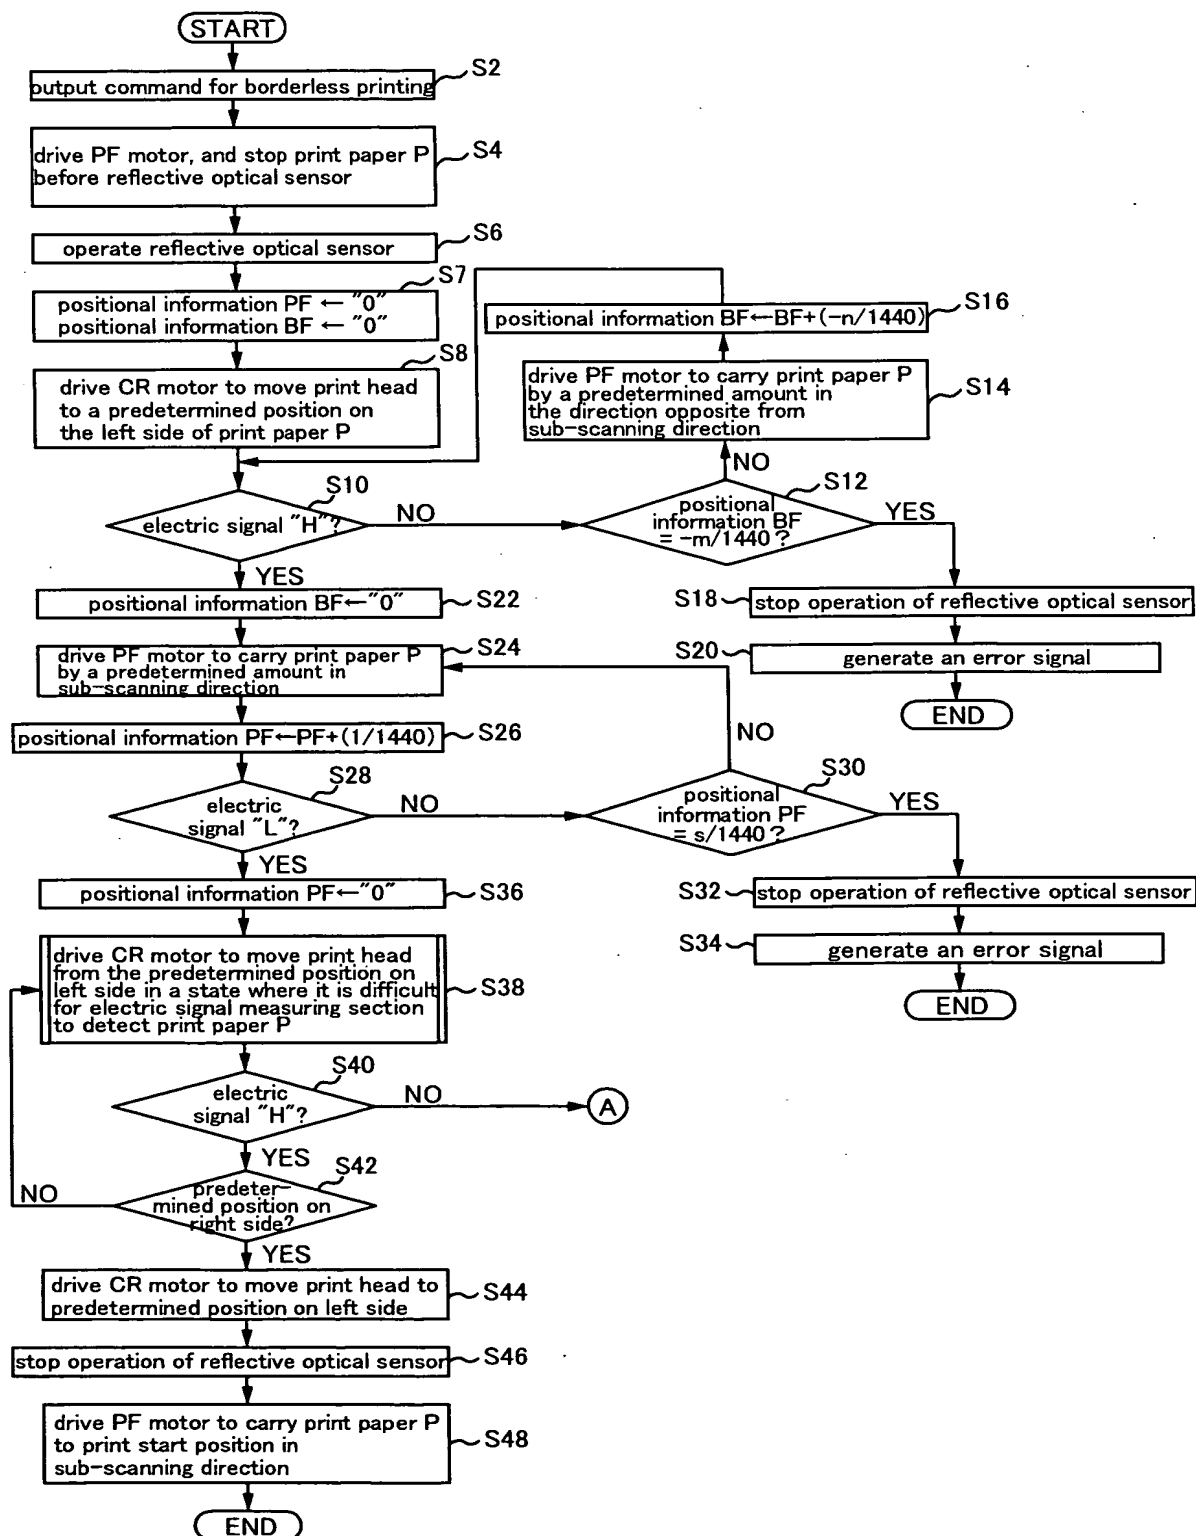 START
output command for borderless printing
S2
drive PF motor, and stop print paper P
before reflective optical sensor
S4
operate reflective optical sensor
S6
S7
positional information PF ← "0"
positional information BF ← "0"
S8
drive CR motor to move print head
to a predetermined position on
the left side of print paper P
positional information BF←BF+(-n/1440)
S16
drive PF motor to carry print paper P
by a predetermined amount in
the direction opposite from
sub-scanning direction
S14
NO
S10
electric signal "H"?
NO
S12
positional
information BF
= -m/1440 ?
YES
YES
positional information BF←"0"
S22
S18
stop operation of reflective optical sensor
drive PF motor to carry print paper P
by a predetermined amount in
sub-scanning direction
S24
S20
generate an error signal
END
positional information PF←PF+(1/1440)
S26
NO
S28
electric
signal "L"?
NO
S30
positional
information PF
= s/1440 ?
YES
YES
positional information PF←"0"
S36
S32
stop operation of reflective optical sensor
S34
generate an error signal
END
drive CR motor to move print head
from the predetermined position on
left side in a state where it is difficult
for electric signal measuring section
to detect print paper P
S38
S40
electric
signal "H"?
NO
A
YES
S42
predeter-
mined position on
right side?
NO
YES
drive CR motor to move print head to
predetermined position on left side
S44
stop operation of reflective optical sensor
S46
drive PF motor to carry print paper P
to print start position in
sub-scanning direction
S48
END